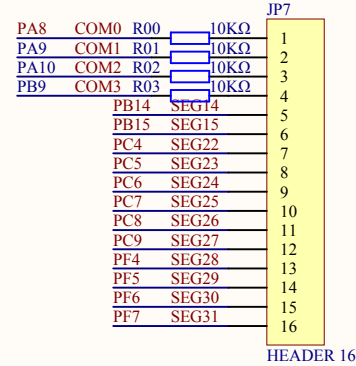 JP7
PA8 COM0 R00 10KΩ 1
PA9 COM1 R01 10KΩ 2
PA10 COM2 R02 10KΩ 3
PB9 COM3 R03 10KΩ 4
PB14 SEG14 5
PB15 SEG15 6
PC4 SEG22 7
PC5 SEG23 8
PC6 SEG24 9
PC7 SEG25 10
PC8 SEG26 11
PC9 SEG27 12
PF4 SEG28 13
PF5 SEG29 14
PF6 SEG30 15
PF7 SEG31 16
HEADER 16